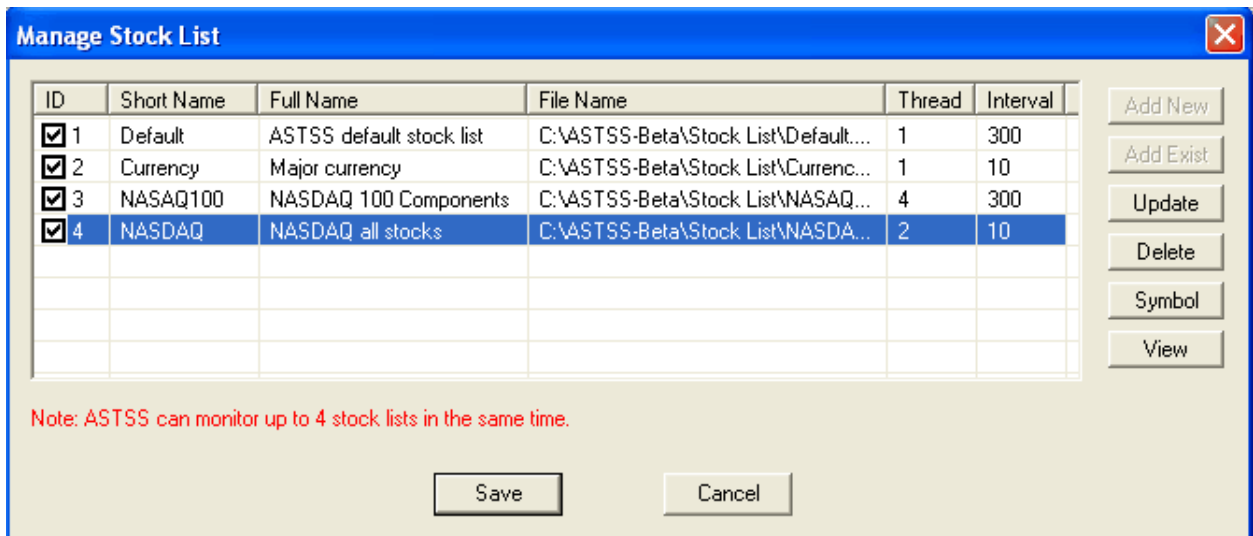 Manage Stock List
ID Short Name Full Name File Name Thread Interval
1 Default ASTSS default stock list C:\ASTSS-Beta\Stock List\Default.... 1 300
2 Currency Major currency C:\ASTSS-Beta\Stock List\Currenc... 1 10
3 NASAQ100 NASDAQ 100 Components C:\ASTSS-Beta\Stock List\NASAQ... 4 300
4 NASDAQ NASDAQ all stocks C:\ASTSS-Beta\Stock List\NASDA... 2 10
Add New
Add Exist
Update
Delete
Symbol
View
Note: ASTSS can monitor up to 4 stock lists in the same time.
Save Cancel